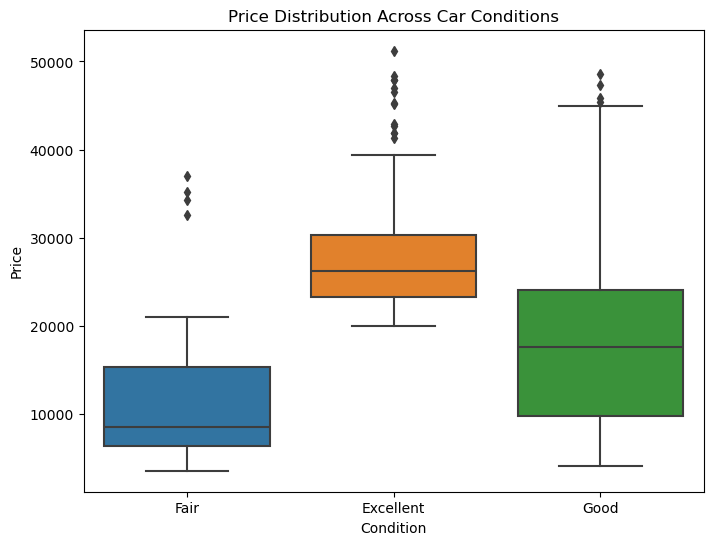 Price Distribution Across Car Conditions
50000
40000
30000
20000
10000
Price
Fair Excellent Good
Condition